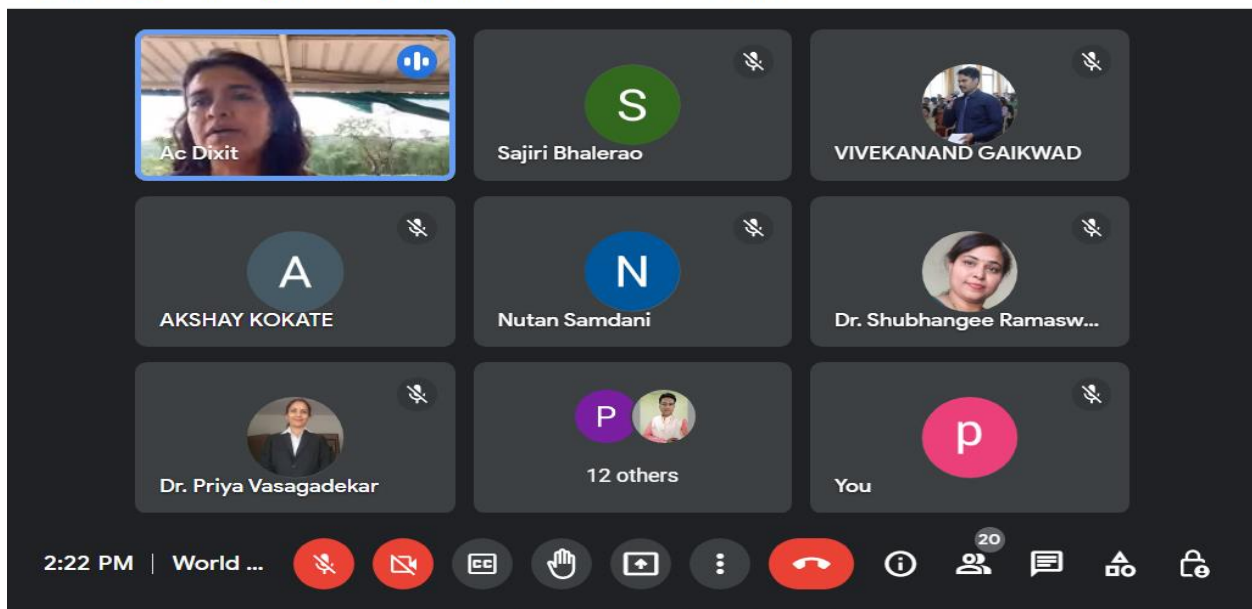 Ac Dixit
S
Sajiri Bhalerao
VIVEKANAND GAIKWAD
A
AKSHAY KOKATE
N
Nutan Samdani
Dr. Shubhangee Ramasw...
Dr. Priya Vasagadekar
P
12 others
p
You
2:22 PM | World ...
CC
20